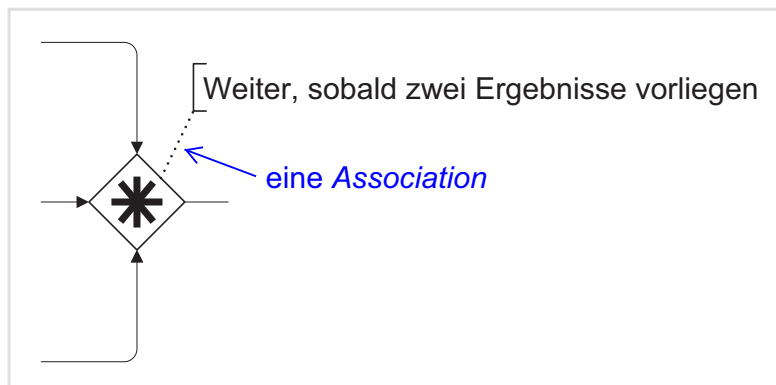 Weiter, sobald zwei Ergebnisse vorliegen
eine Association